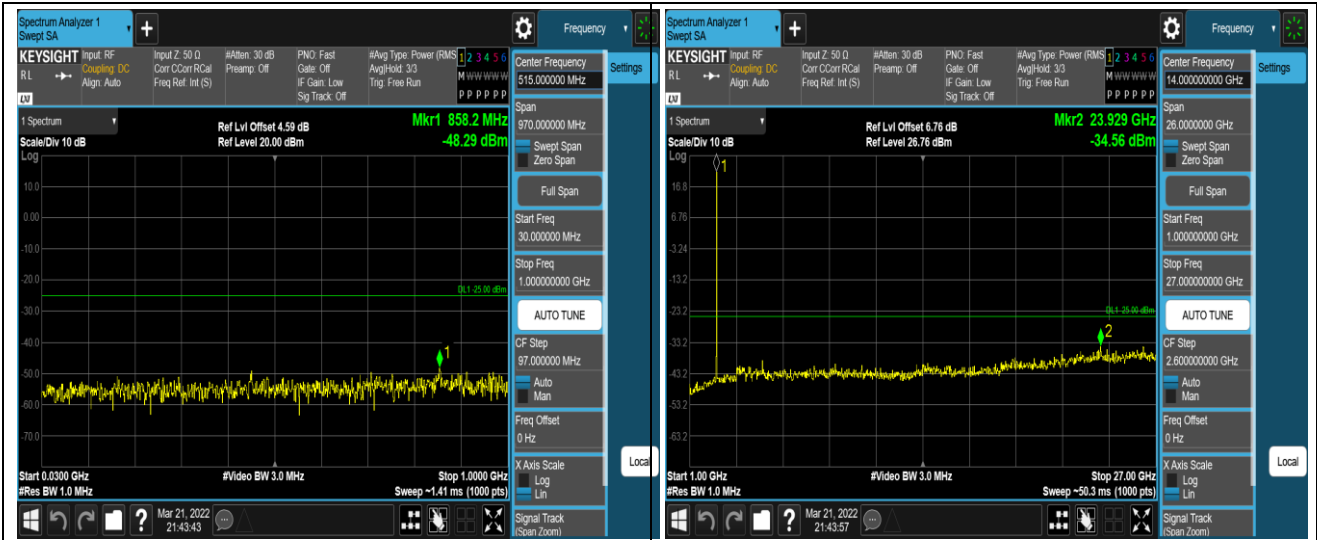 Spectrum Analyzer 1
Swept SA
+
Frequency
KEYSIGHT
RL
LXI
Input: RF
Coupling: DC
Align: Auto
Input Z: 50 Ω
Corr CCorr RCal
Freq Ref: Int (S)
#Atten: 30 dB
Preamp: Off
PNO: Fast
Gate: Off
IF Gain: Low
Sig Track: Off
#Avg Type: Power (RMS
Avg|Hold: 3/3
Trig: Free Run
1 2 3 4 5 6
M W W W W W
P P P P P P
1 Spectrum
Scale/Div 10 dB
Log
Ref Lvl Offset 4.59 dB
Ref Level 20.00 dBm
Mkr1 858.2 MHz
-48.29 dBm
10.0
0.00
-10.0
-20.0
-30.0
-40.0
-50.0
-60.0
-70.0
DL1 -25.00 dBm
1
Start 0.0300 GHz
#Res BW 1.0 MHz
#Video BW 3.0 MHz
Stop 1.0000 GHz
Sweep ~1.41 ms (1000 pts)
Mar 21, 2022
21:43:43
Center Frequency
515.000000 MHz
Span
970.000000 MHz
Swept Span
Zero Span
Full Span
Start Freq
30.000000 MHz
Stop Freq
1.000000000 GHz
AUTO TUNE
CF Step
97.000000 MHz
Auto
Man
Freq Offset
0 Hz
X Axis Scale
Log
Lin
Signal Track
(Span Zoom)
Settings
Local
Spectrum Analyzer 1
Swept SA
+
Frequency
KEYSIGHT
RL
LXI
Input: RF
Coupling: DC
Align: Auto
Input Z: 50 Ω
Corr CCorr RCal
Freq Ref: Int (S)
#Atten: 30 dB
Preamp: Off
PNO: Fast
Gate: Off
IF Gain: Low
Sig Track: Off
#Avg Type: Power (RMS
Avg|Hold: 3/3
Trig: Free Run
1 2 3 4 5 6
M W W W W W
P P P P P P
1 Spectrum
Scale/Div 10 dB
Log
Ref Lvl Offset 6.76 dB
Ref Level 26.76 dBm
Mkr2 23.929 GHz
-34.56 dBm
1
16.8
6.76
-3.24
-13.2
-23.2
-33.2
-43.2
-53.2
-63.2
DL1 -25.00 dBm
2
Start 1.00 GHz
#Res BW 1.0 MHz
#Video BW 3.0 MHz
Stop 27.00 GHz
Sweep ~50.3 ms (1000 pts)
Mar 21, 2022
21:43:57
Center Frequency
14.000000000 GHz
Span
26.0000000 GHz
Swept Span
Zero Span
Full Span
Start Freq
1.000000000 GHz
Stop Freq
27.000000000 GHz
AUTO TUNE
CF Step
2.600000000 GHz
Auto
Man
Freq Offset
0 Hz
X Axis Scale
Log
Lin
Signal Track
(Span Zoom)
Settings
Local